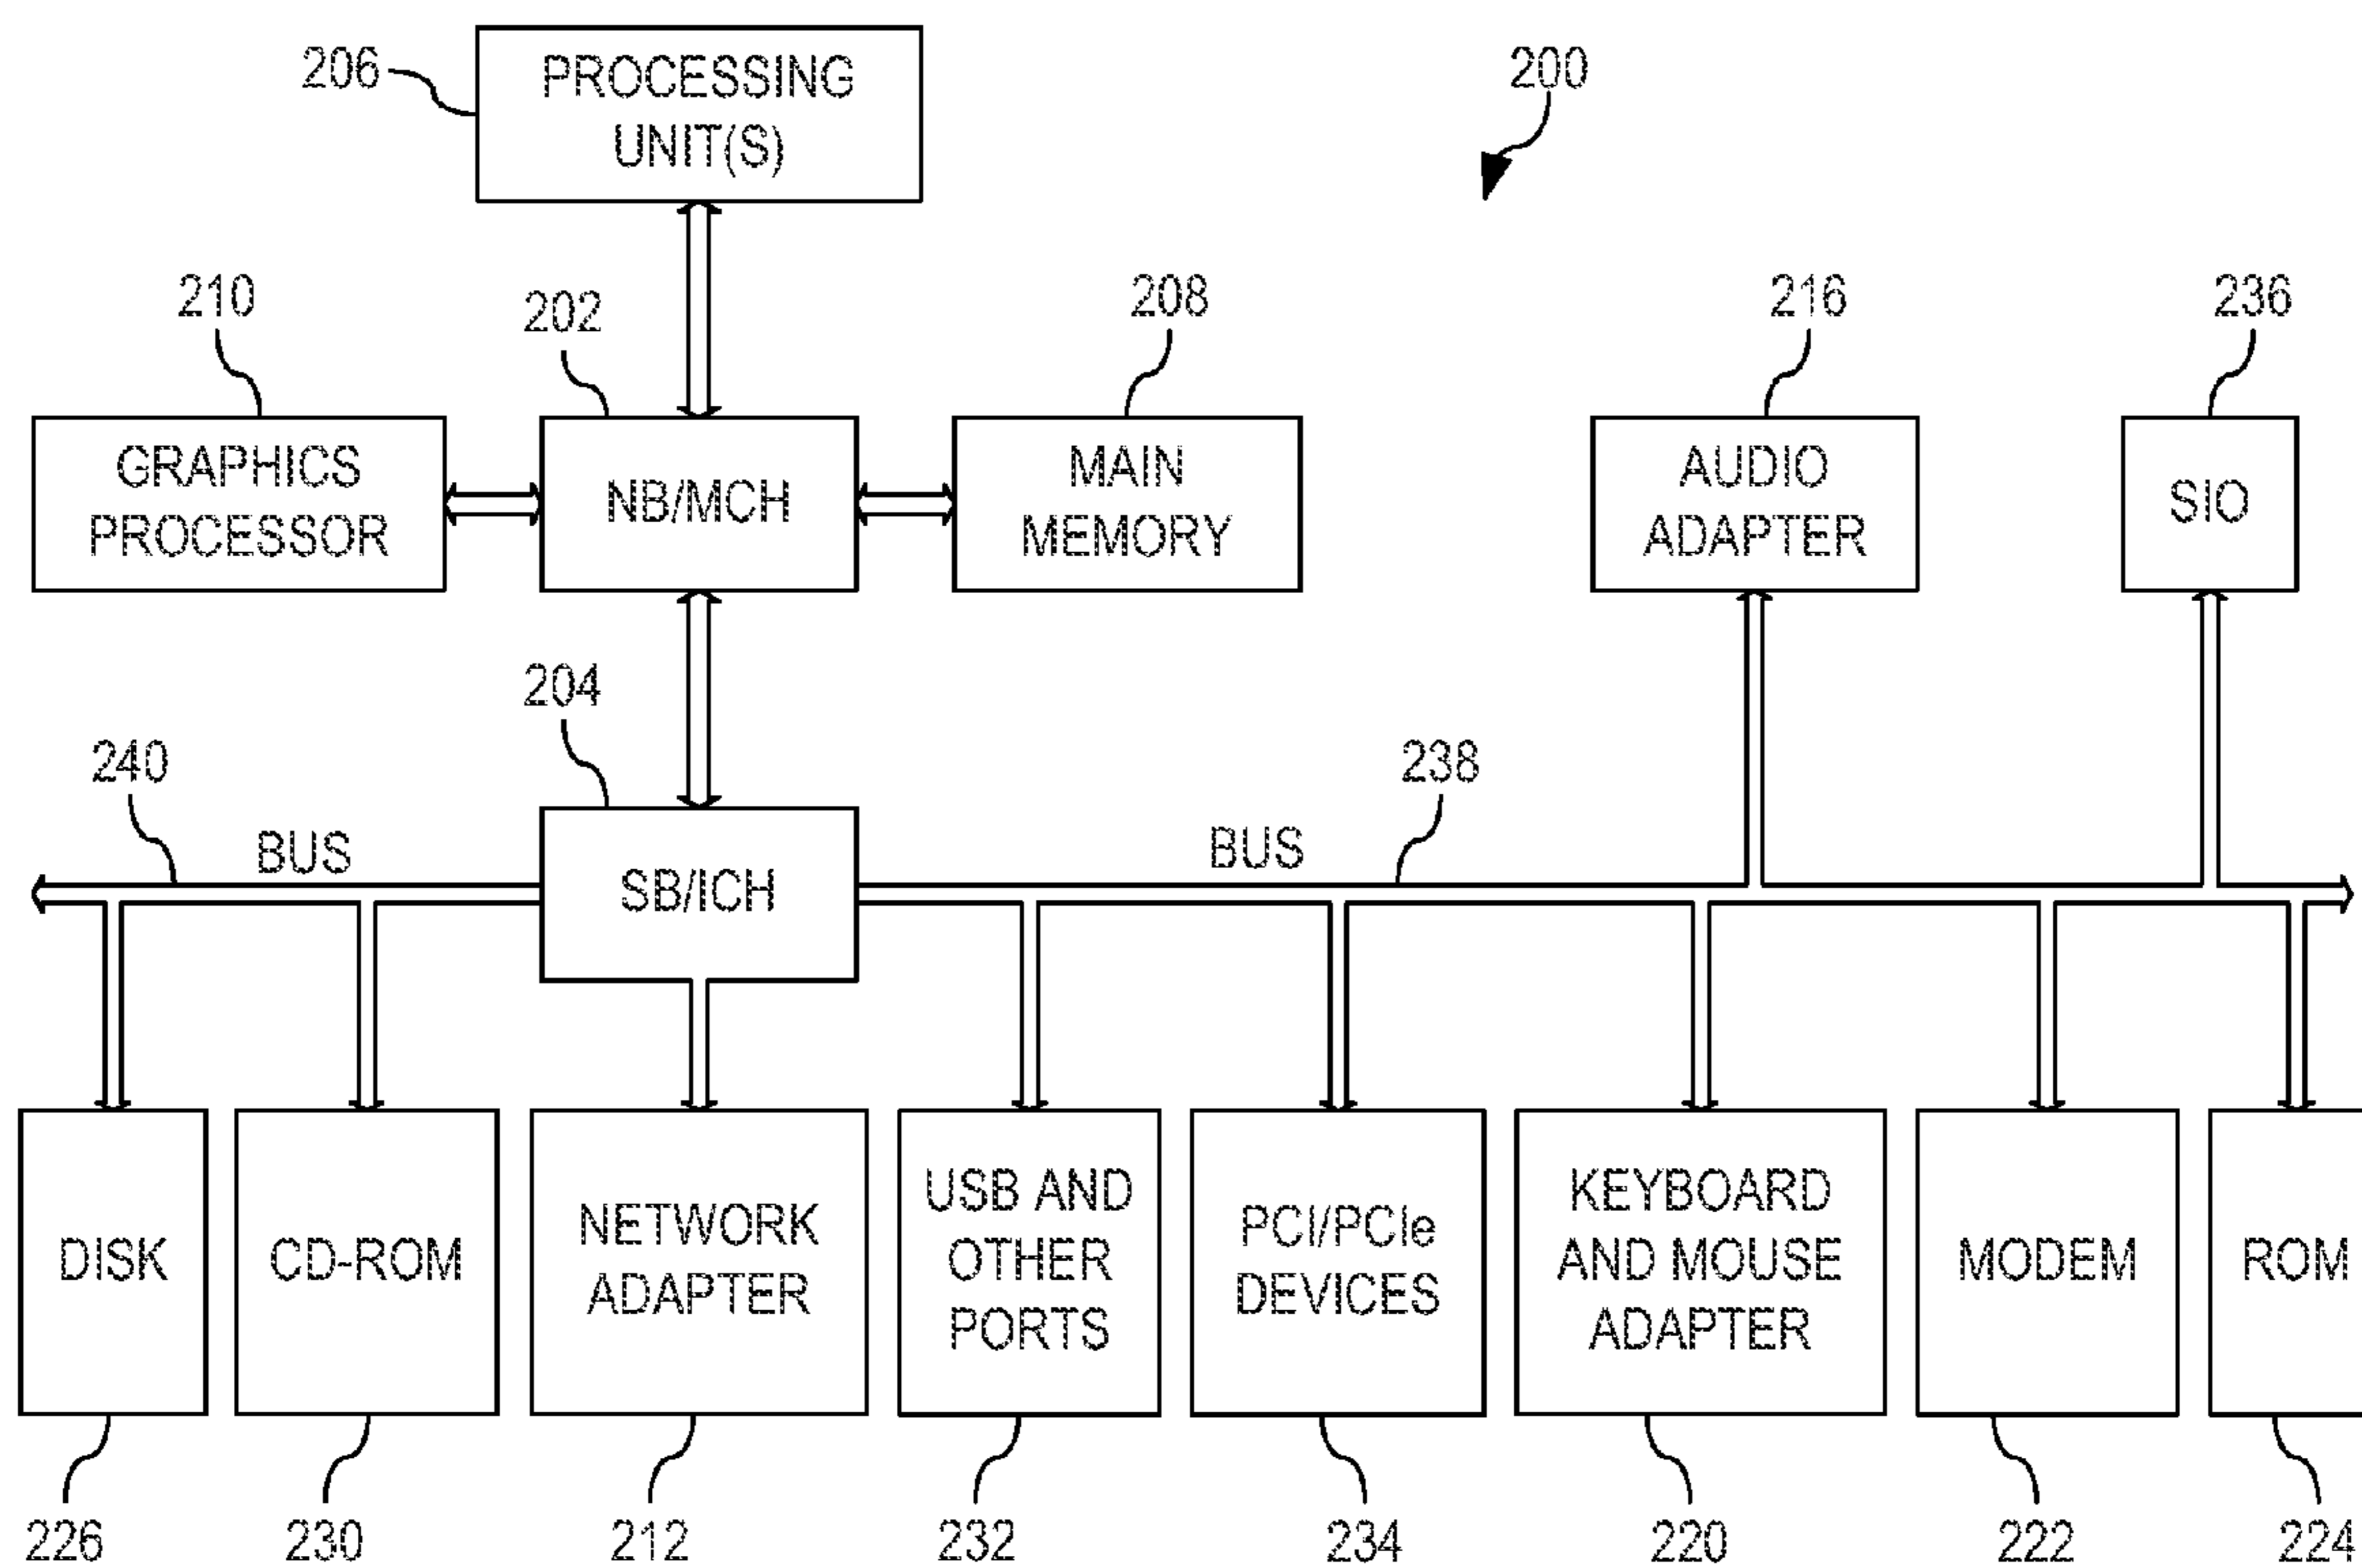 206
PROCESSING
UNIT(S)
200
210
202
208
216
236
GRAPHICS
PROCESSOR
NB/MCH
MAIN
MEMORY
AUDIO
ADAPTER
SIO
204
240
238
BUS
BUS
SB/ICH
DISK
CD-ROM
NETWORK
ADAPTER
USB AND
OTHER
PORTS
PCI/PCIe
DEVICES
KEYBOARD
AND MOUSE
ADAPTER
MODEM
ROM
226
230
212
232
234
220
222
224